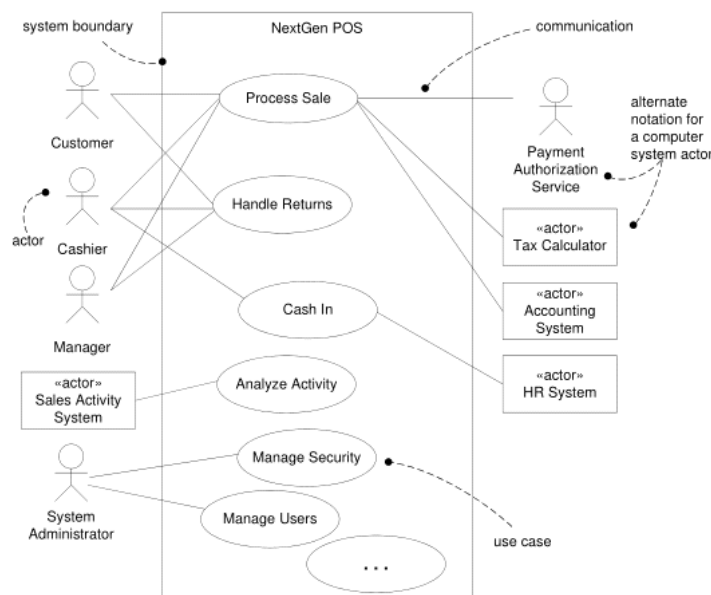 system boundary
NextGen POS
communication
Customer
Process Sale
Payment
Authorization
Service
alternate
notation for
a computer
system actor
actor
Cashier
Handle Returns
«actor»
Tax Calculator
Manager
Cash In
«actor»
Accounting
System
«actor»
Sales Activity
System
Analyze Activity
«actor»
HR System
System
Administrator
Manage Security
Manage Users
use case
. . .